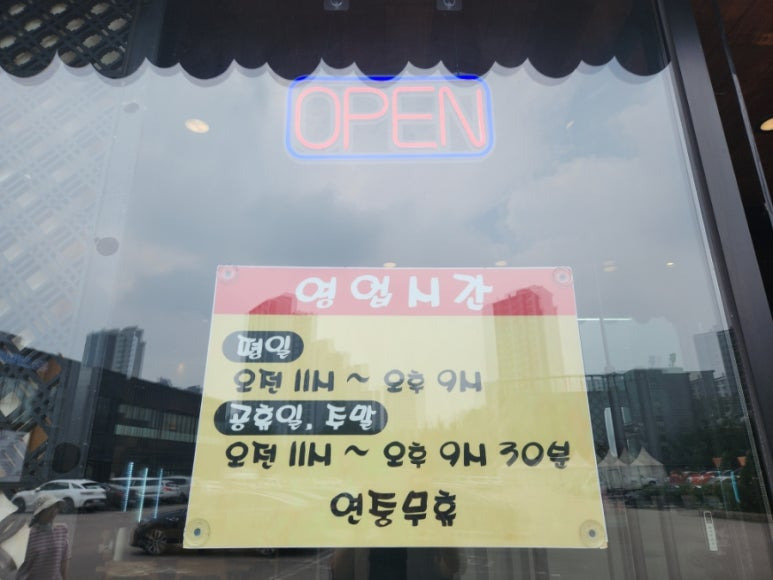 OPEN
영업시간
평일
오전 11시 ~ 오후 9시
공휴일, 주말
오전 11시 ~ 오후 9시 30분
연중무휴